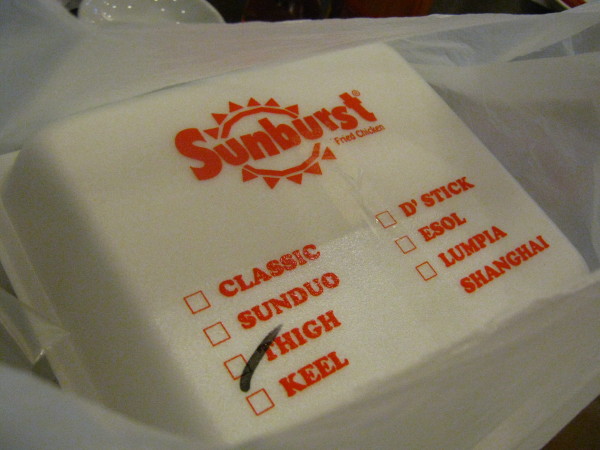 Sunburst®
Fried Chicken
CLASSIC
SUNDUO
THIGH
KEEL
D' STICK
ESOL
LUMPIA
SHANGHAI